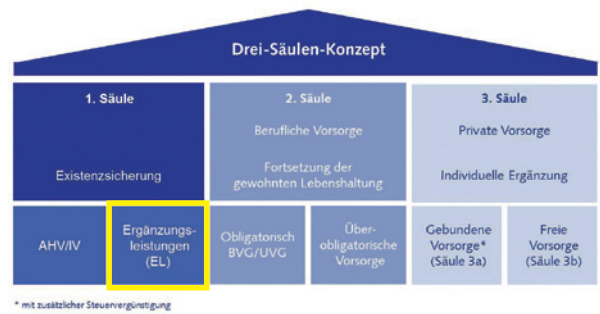 Drei-Säulen-Konzept
1. Säule
Existenzsicherung
2. Säule
Berufliche Vorsorge
Fortsetzung der
gewohnten Lebenshaltung
3. Säule
Private Vorsorge
Individuelle Ergänzung
AHV/IV
Ergänzungs-
leistungen
(EL)
Obligatorisch
BVG/UVG
Über-
obligatorische
Vorsorge
Gebundene
Vorsorge*
(Säule 3a)
Freie
Vorsorge
(Säule 3b)
* mit zusätzlicher Steuervergünstigung